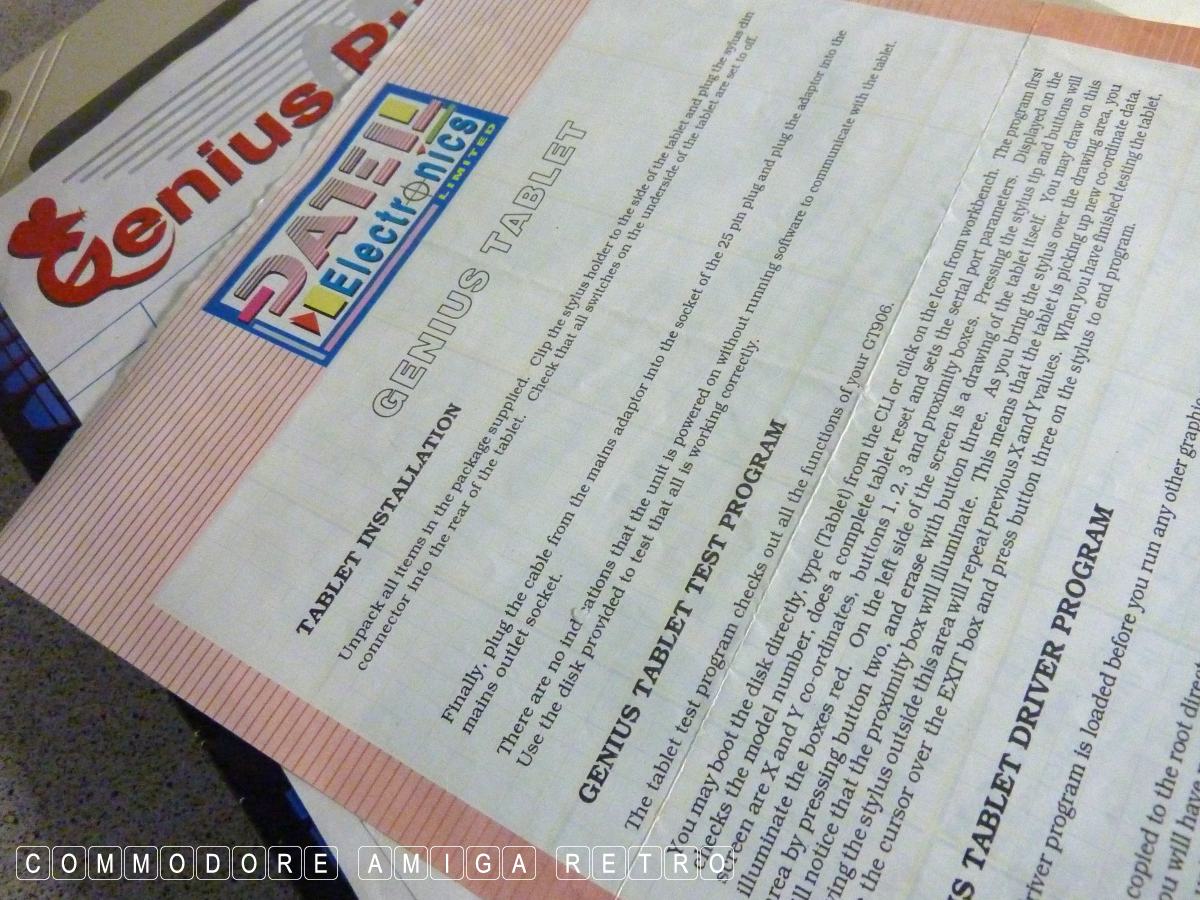 Genius
DATEL
Electronics
LIMITED
GENIUS TABLET
TABLET INSTALLATION
Unpack all items in the package supplied. Clip the stylus holder to the side of the tablet and plug the sylus din
connector into the rear of the tablet. Check that all switches on the underside of the tablet are set to off.
Finally, plug the cable from the mains adaptor into the socket of the 25 pin plug and plug the adaptor into the
mains outlet socket.
There are no ations that the unit is powered on without running software to communicate with the tablet.
Use the disk provided to test that all is working correctly.
GENIUS TABLET TEST PROGRAM
The tablet test program checks out all the functions of your GT906.
You may boot the disk directly, type (Tablet) from the CLI or click on the Icon from workbench. The program first
checks the model number, does a complete tablet reset and sets the serial port parameters. Displayed on the
screen are X and Y co-ordinates, buttons 1, 2, 3 and proximity boxes. Pressing the stylus tip and buttons will
illuminate the boxes red. On the left side of the screen is a drawing of the tablet itself. You may draw on this
area by pressing button two, and erase with button three. As you bring the stylus over the drawing area, you
ll notice that the proximity box will illuminate. This means that the tablet is picking up new co-ordinate data.
ving the stylus outside this area will repeat previous X and Y values. When you have finished testing the tablet,
the cursor over the EXIT box and press button three on the stylus to end program.
S TABLET DRIVER PROGRAM
river program is loaded before you run any other graph
copied to the root dir
ou will have
COMMODORE AMIGA RETRO